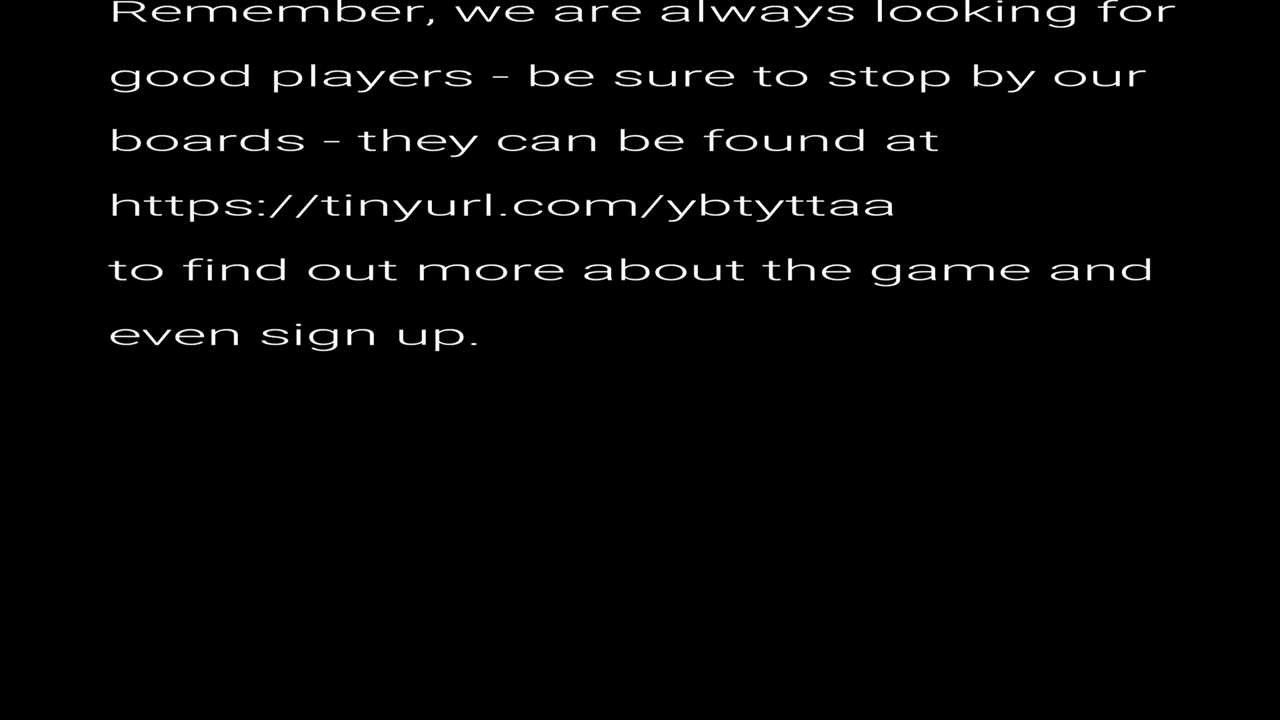 Remember, we are always looking for
good players - be sure to stop by our
boards - they can be found at
https://tinyurl.com/ybtyttaa
to find out more about the game and
even sign up.